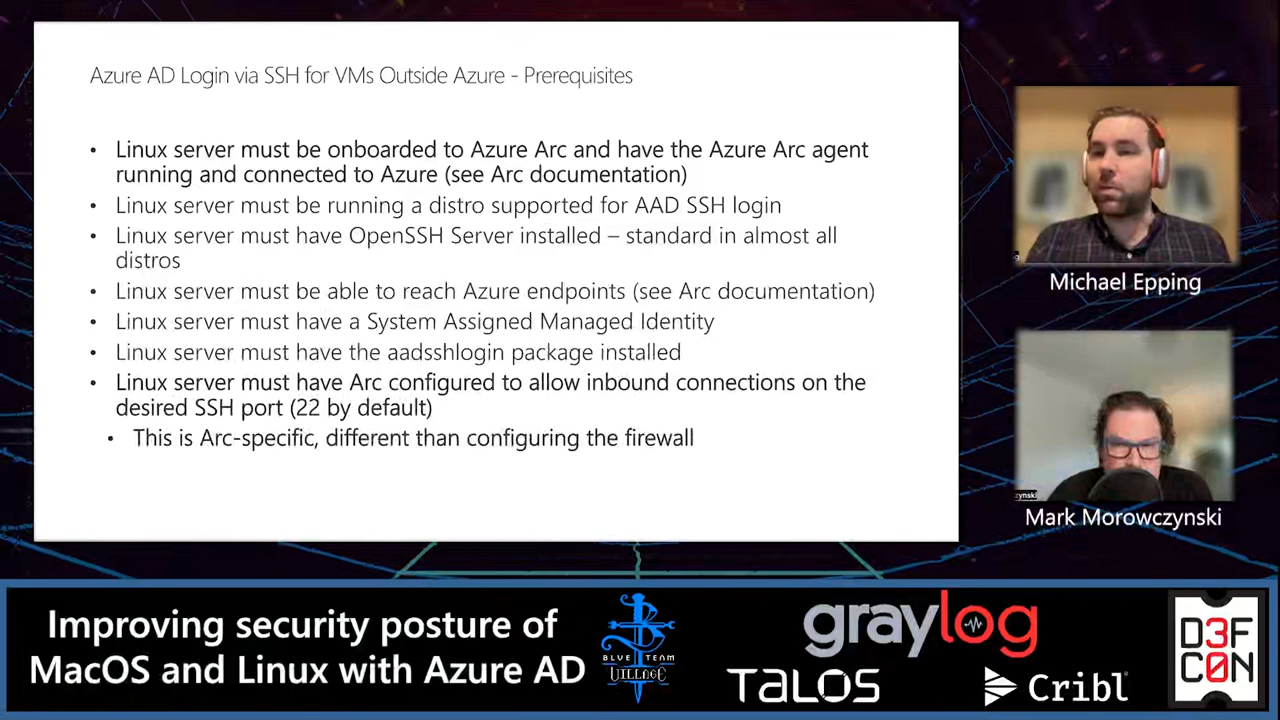 Azure AD Login via SSH for VMs Outside Azure - Prerequisites
• Linux server must be onboarded to Azure Arc and have the Azure Arc agent
running and connected to Azure (see Arc documentation)
• Linux server must be running a distro supported for AAD SSH login
• Linux server must have OpenSSH Server installed – standard in almost all
distros
• Linux server must be able to reach Azure endpoints (see Arc documentation)
• Linux server must have a System Assigned Managed Identity
• Linux server must have the aadsshlogin package installed
• Linux server must have Arc configured to allow inbound connections on the
desired SSH port (22 by default)
• This is Arc-specific, different than configuring the firewall
Michael Epping
zynski
Mark Morowczynski
Improving security posture of
MacOS and Linux with Azure AD
BLUE TEAM
VILLAGE
graylog
TALOS
Cribl
D3F
C0N